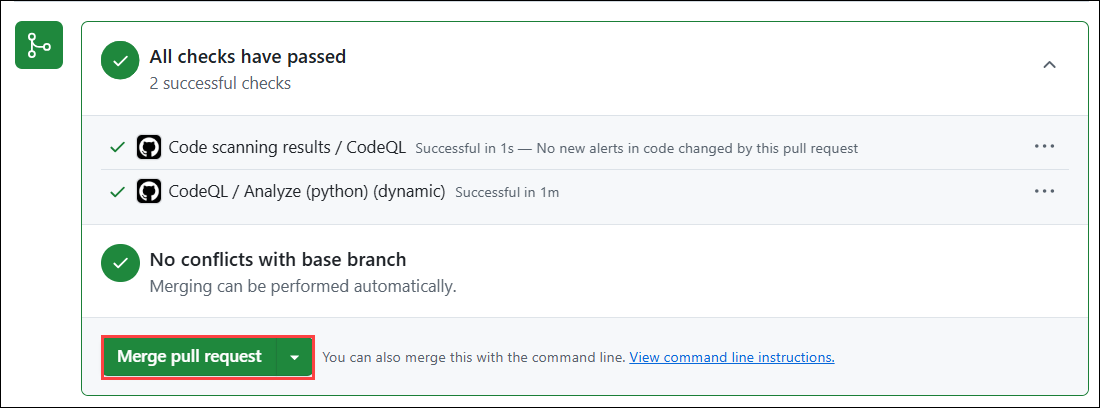 All checks have passed
2 successful checks
Code scanning results / CodeQL Successful in 1s — No new alerts in code changed by this pull request
CodeQL / Analyze (python) (dynamic) Successful in 1m
No conflicts with base branch
Merging can be performed automatically.
Merge pull request You can also merge this with the command line. View command line instructions.